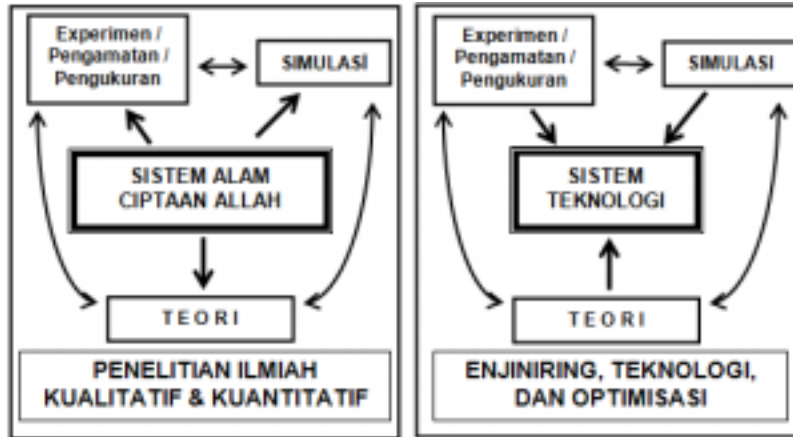 Experimen /
Pengamatan /
Pengukuran
SIMULASI
SISTEM ALAM
CIPTAAN ALLAH
TEORI
PENELITIAN ILMIAH
KUALITATIF & KUANTITATIF
Experimen /
Pengamatan /
Pengukuran
SIMULASI
SISTEM
TEKNOLOGI
TEORI
ENJINIRING, TEKNOLOGI,
DAN OPTIMISASI